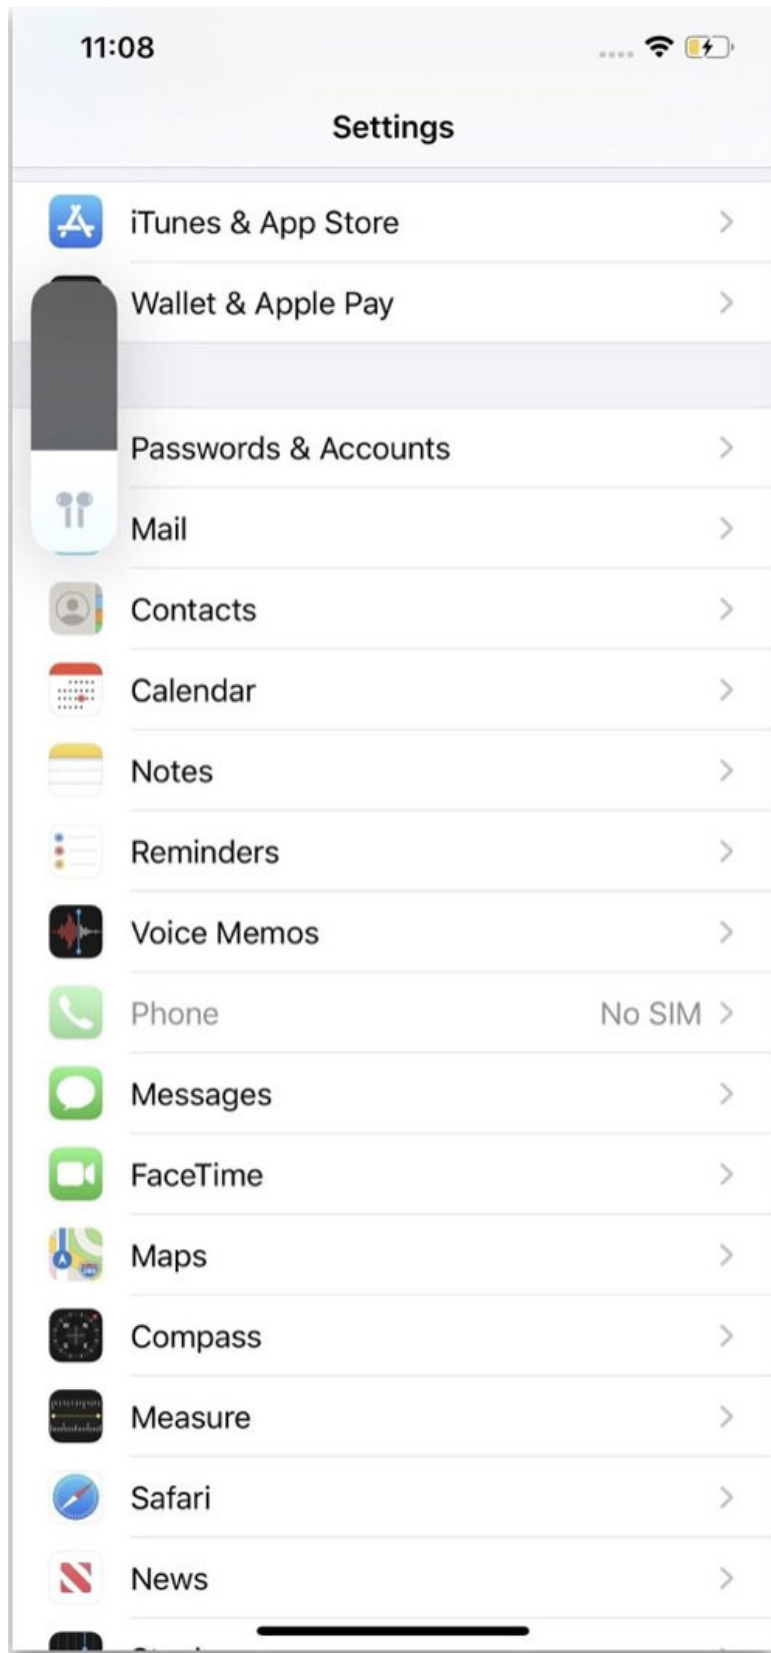 11:08
Settings
iTunes & App Store
Wallet & Apple Pay
Passwords & Accounts
Mail
Contacts
Calendar
Notes
Reminders
Voice Memos
Phone No SIM
Messages
FaceTime
Maps
Compass
Measure
Safari
News